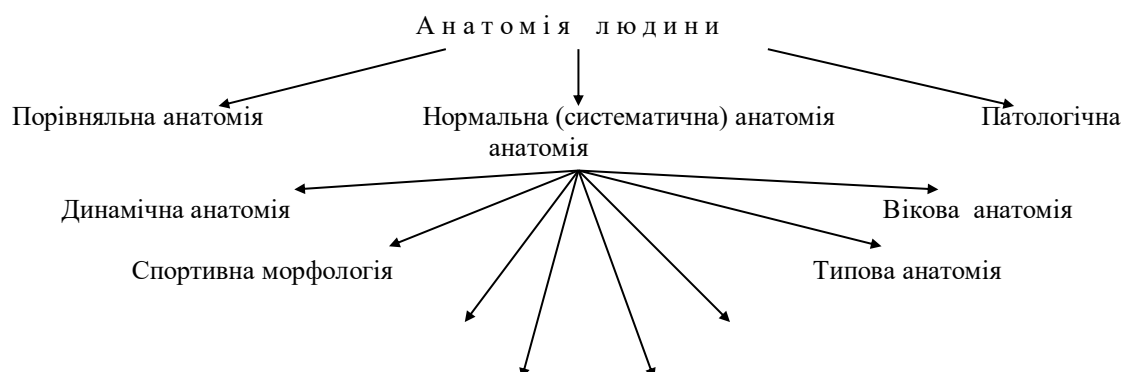 А н а т о м і я л ю д и н и
Порівняльна анатомія Нормальна (систематична) анатомія Патологічна
анатомія
Динамічна анатомія Вікова анатомія
Спортивна морфологія Типова анатомія